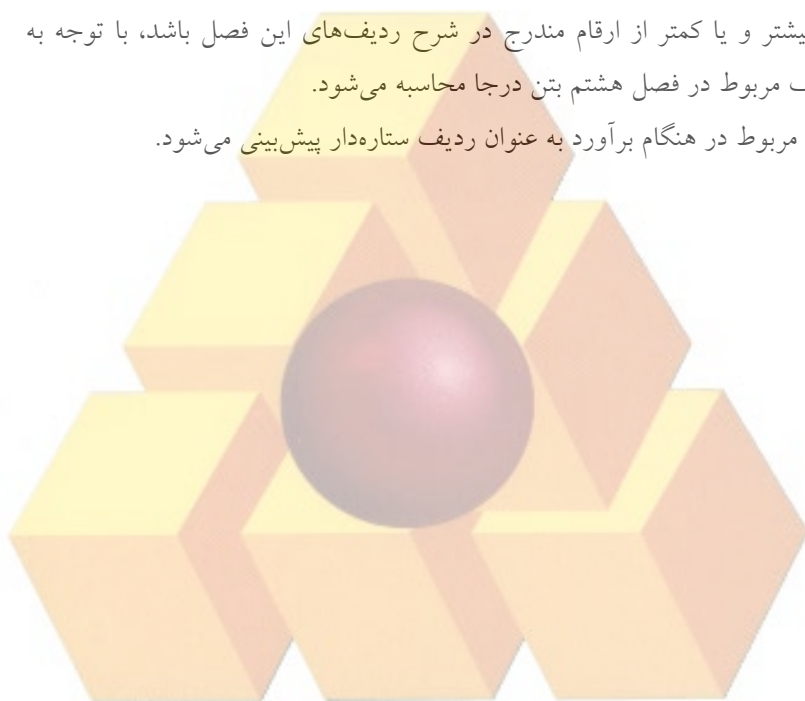 یشتر و یا کمتر از ارقام مندرج در شرح ردیف‌های این فصل باشد، با توجه به
مربوط در فصل هشتم بتن درجا محاسبه می‌شود.
مربوط در هنگام برآورد به عنوان ردیف ستاره‌دار پیش‌بینی می‌شود.